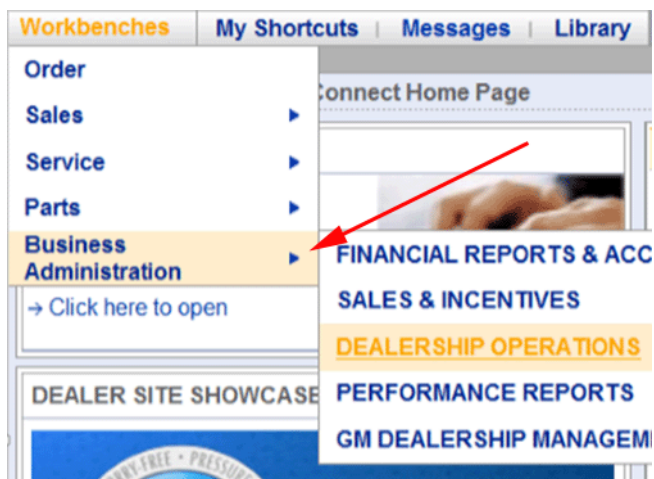 Workbenches My Shortcuts | Messages | Library
Order
Connect Home Page
Sales
Service
Parts
Business
Administration
FINANCIAL REPORTS & ACC
→ Click here to open
SALES & INCENTIVES
DEALERSHIP OPERATIONS
DEALER SITE SHOWCASE
PERFORMANCE REPORTS
GM DEALERSHIP MANAGEM